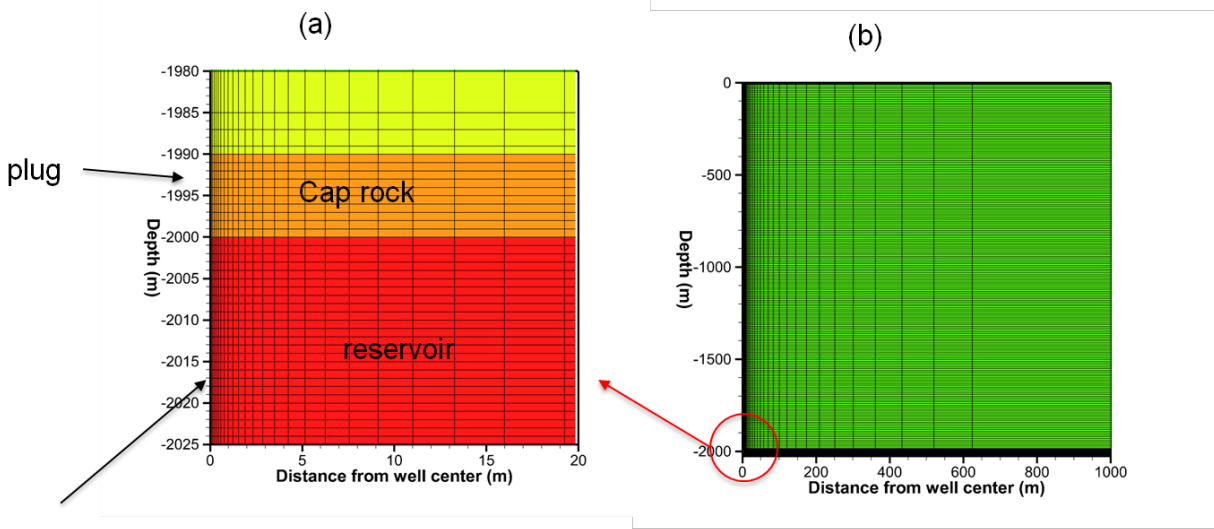 (a)
(b)
plug
-1980
-1985
-1990
-1995
-2000
-2005
-2010
-2015
-2020
-2025
Depth (m)
Cap rock
reservoir
0
5
10
15
20
Distance from well center (m)
0
-500
-1000
-1500
-2000
Depth (m)
0
200
400
600
800
1000
Distance from well center (m)